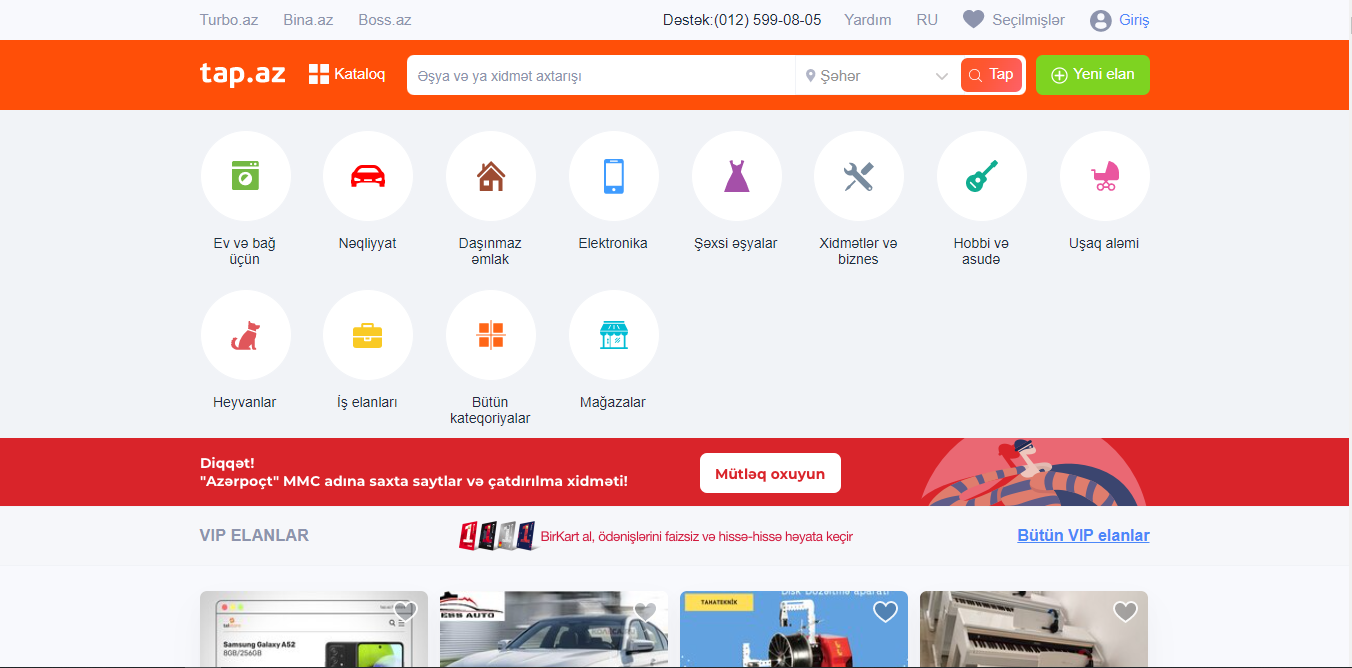 Turbo.az Bina.az Boss.az Dəstək:(012) 599-08-05 Yardım RU Seçilmişlər Giriş
tap.az Kataloq Əşya və ya xidmət axtarışı Şəhər Tap Yeni elan
Ev və bağ
üçün
Nəqliyyat
Daşınmaz
əmlak
Elektronika
Şəxsi əşyalar
Xidmətlər və
biznes
Hobbi və
asudə
Uşaq aləmi
Heyvanlar
İş elanları
Bütün
kateqoriyalar
Mağazalar
Diqqət!
"Azərpoçt" MMC adına saxta saytlar və çatdırılma xidməti!
Mütləq oxuyun
VIP ELANLAR
BirKart al, ödənişlərini faizsiz və hissə-hissə həyata keçir
Bütün VIP elanlar
Samsung Galaxy A52
8GB/256GB
ESS AUTO
TAHATEKNİK
Disk Düzəltmə aparatı